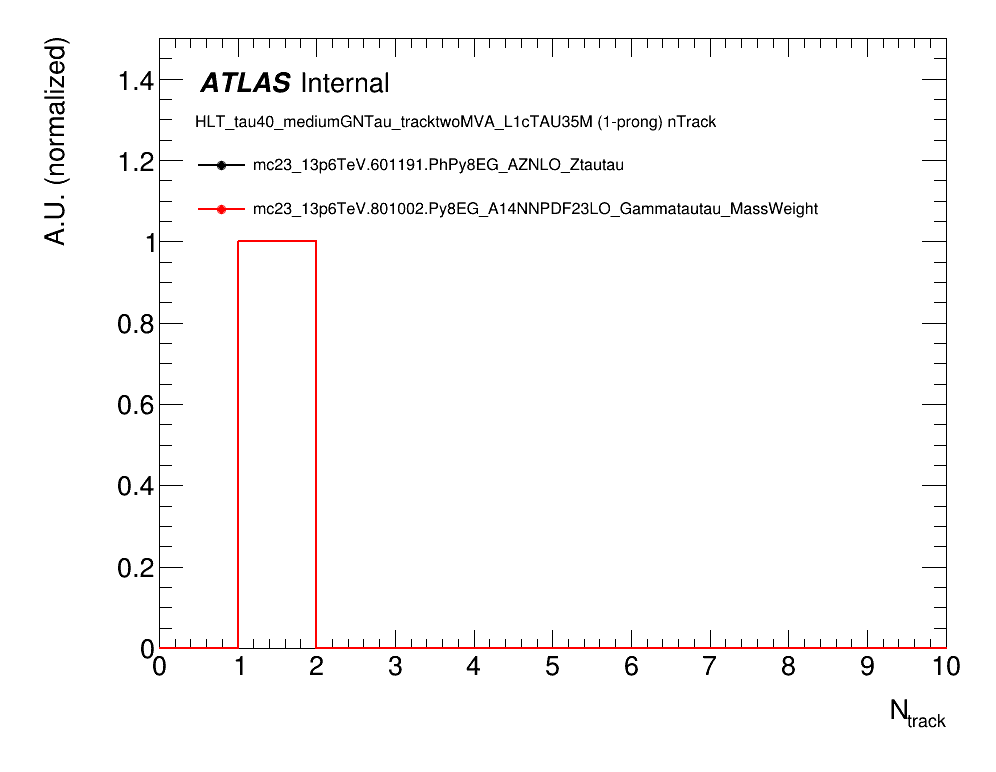 A.U. (normalized)
ATLAS Internal
HLT_tau40_mediumGNTau_tracktwoMVA_L1cTAU35M (1-prong) nTrack
mc23_13p6TeV.601191.PhPy8EG_AZNLO_Ztautau
mc23_13p6TeV.801002.Py8EG_A14NNPDF23LO_Gammatautau_MassWeight
1.4
1.2
1
0.8
0.6
0.4
0.2
0
0 1 2 3 4 5 6 7 8 9 10
N_track